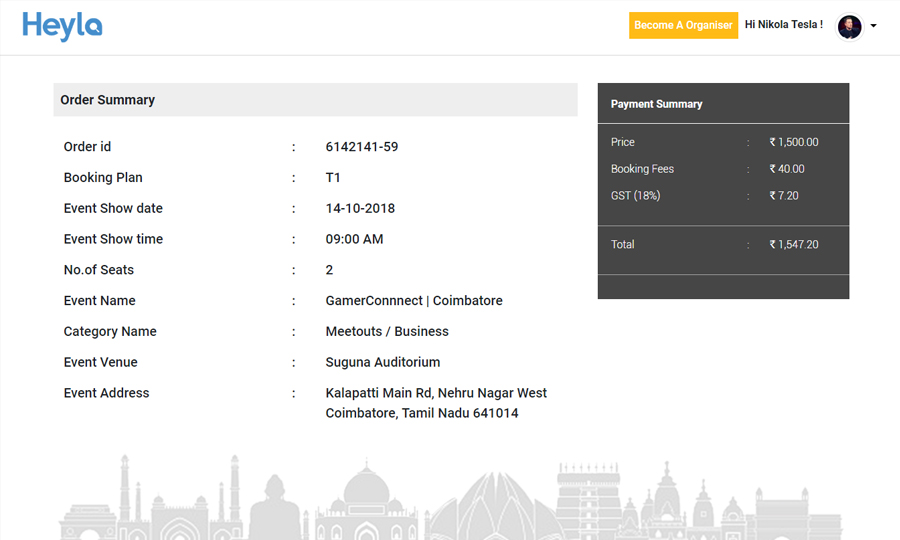 Heyla
Become A Organiser
Hi Nikola Tesla !
Order Summary
Order id : 6142141-59
Booking Plan : T1
Event Show date : 14-10-2018
Event Show time : 09:00 AM
No.of Seats : 2
Event Name : GamerConnnect | Coimbatore
Category Name : Meetouts / Business
Event Venue : Suguna Auditorium
Event Address : Kalapatti Main Rd, Nehru Nagar West
Coimbatore, Tamil Nadu 641014
Payment Summary
Price : ₹ 1,500.00
Booking Fees : ₹ 40.00
GST (18%) : ₹ 7.20
Total : ₹ 1,547.20